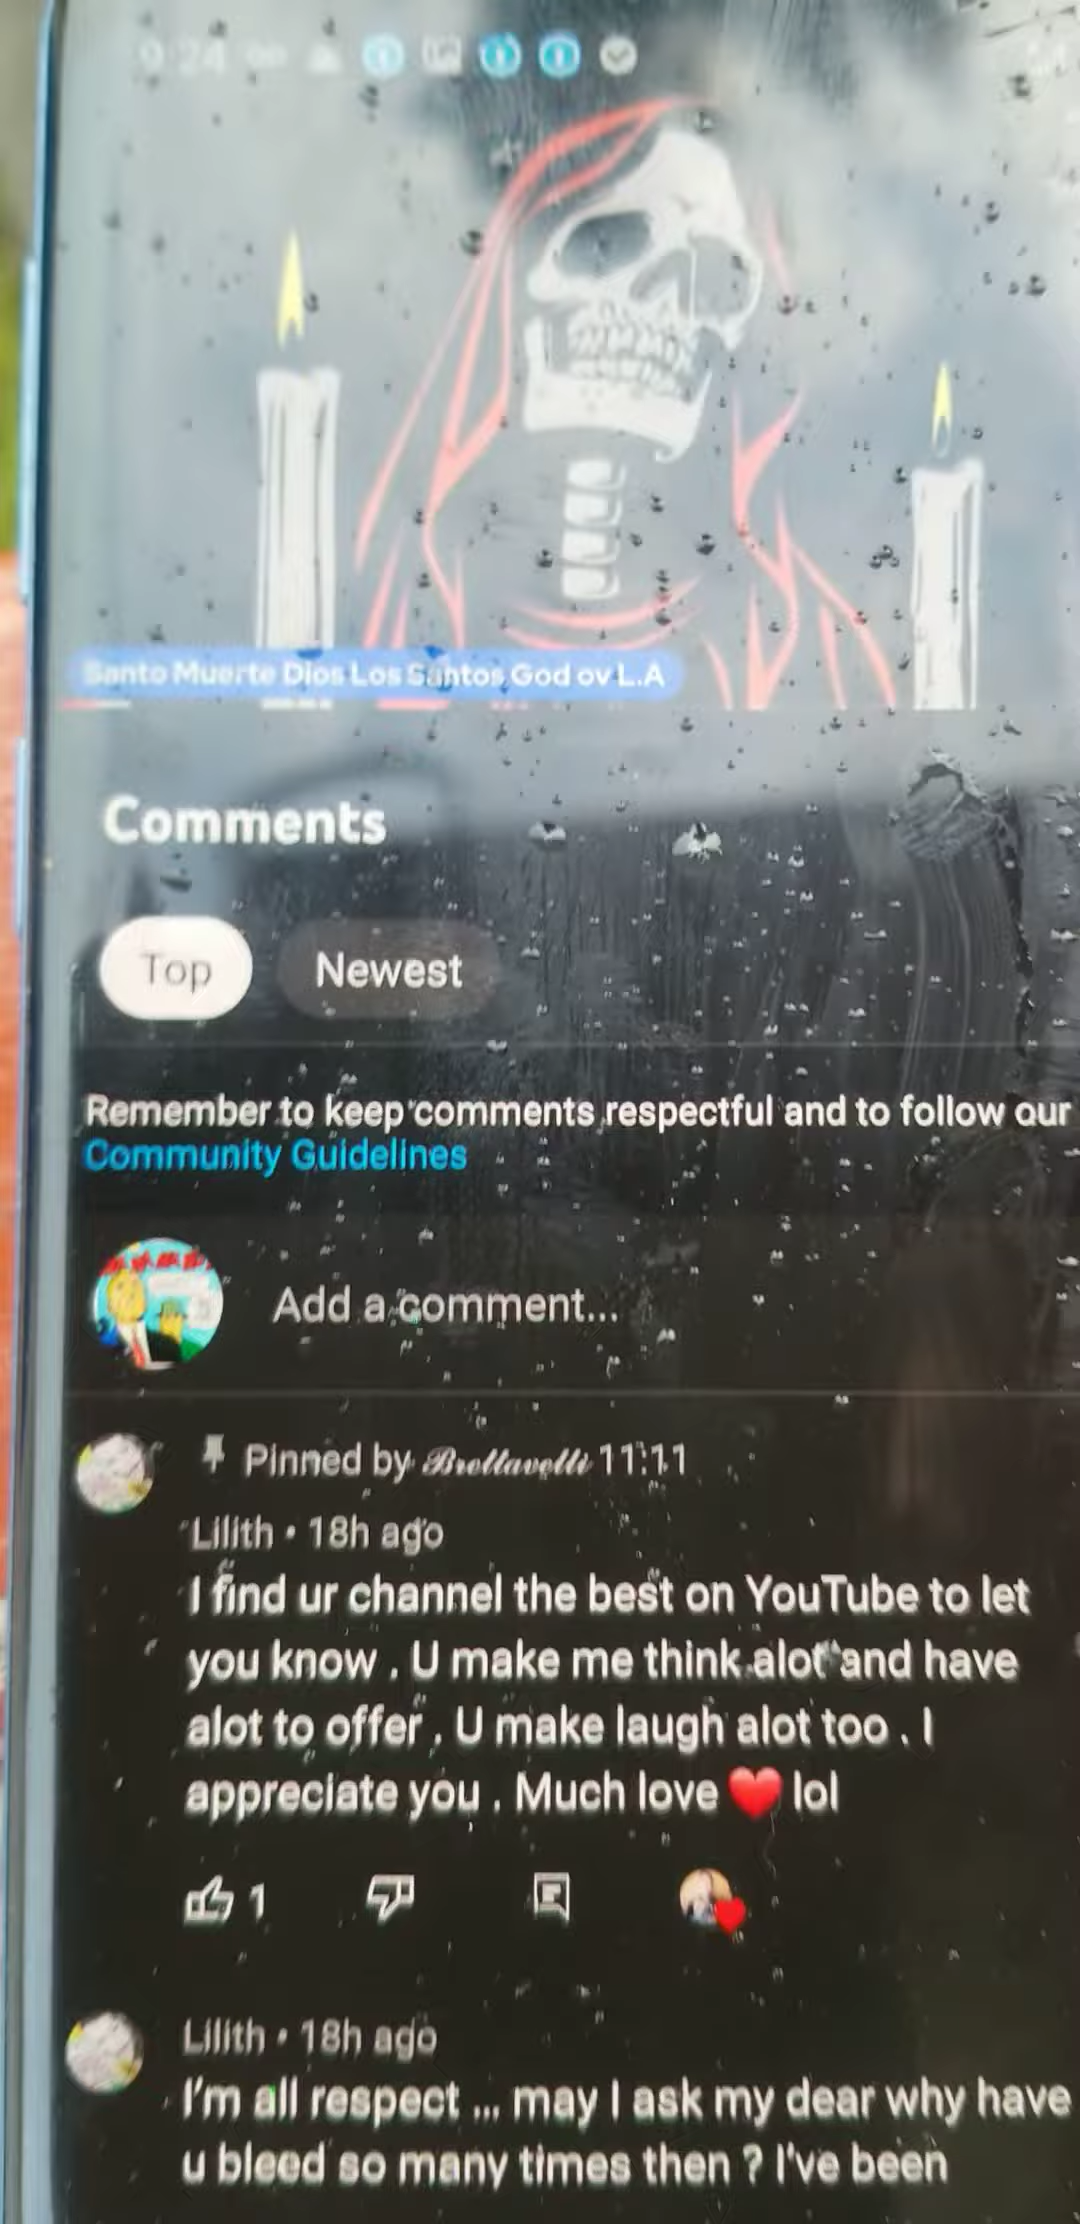 9:24
Santo Muerte Dios Los Santos God ov L.A
Comments
Top
Newest
Remember to keep comments respectful and to follow our
Community Guidelines
Add a comment...
Pinned by 𝓑𝓻𝓮𝓽𝓽𝓪𝓿𝓮𝓵𝓵𝓲 11:11
Lilith • 18h ago
I find ur channel the best on YouTube to let
you know . U make me think alot and have
alot to offer . U make laugh alot too . I
appreciate you . Much love ❤️ lol
1
Lilith • 18h ago
I'm all respect ... may I ask my dear why have
u bleed so many times then ? I've been